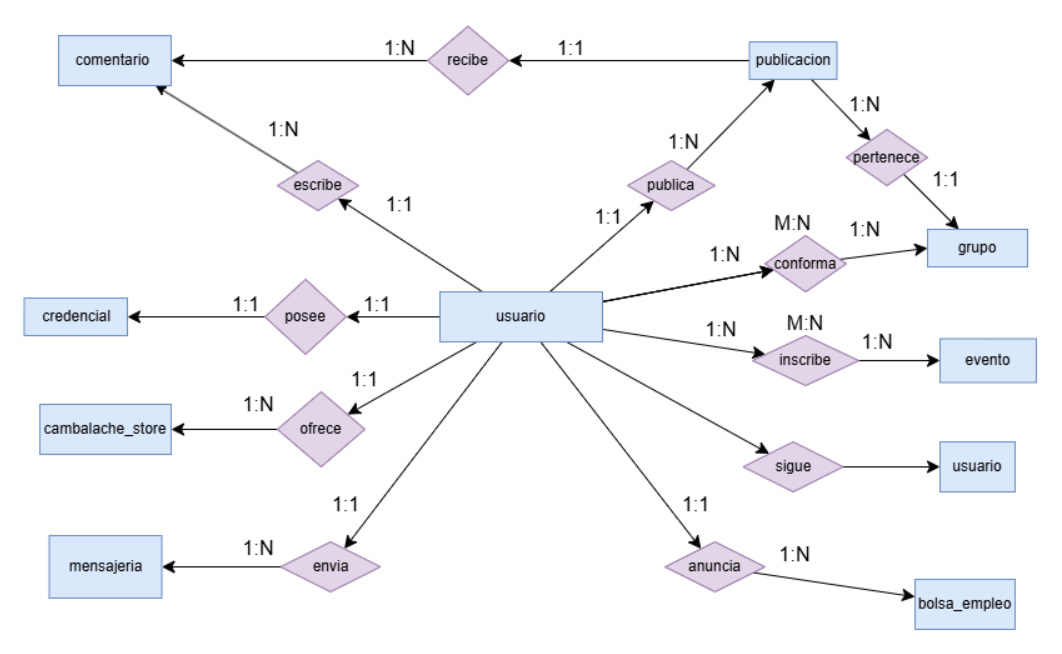 comentario
1:N
recibe
1:1
publicacion
1:N
1:N
escribe
1:1
1:N
publica
1:1
pertenece
1:1
M:N
1:N
conforma
1:N
grupo
credencial
1:1
posee
1:1
usuario
M:N
1:N
inscribe
1:N
evento
1:1
cambalache_store
1:N
ofrece
sigue
usuario
1:1
1:1
mensajeria
1:N
envia
anuncia
1:N
bolsa_empleo